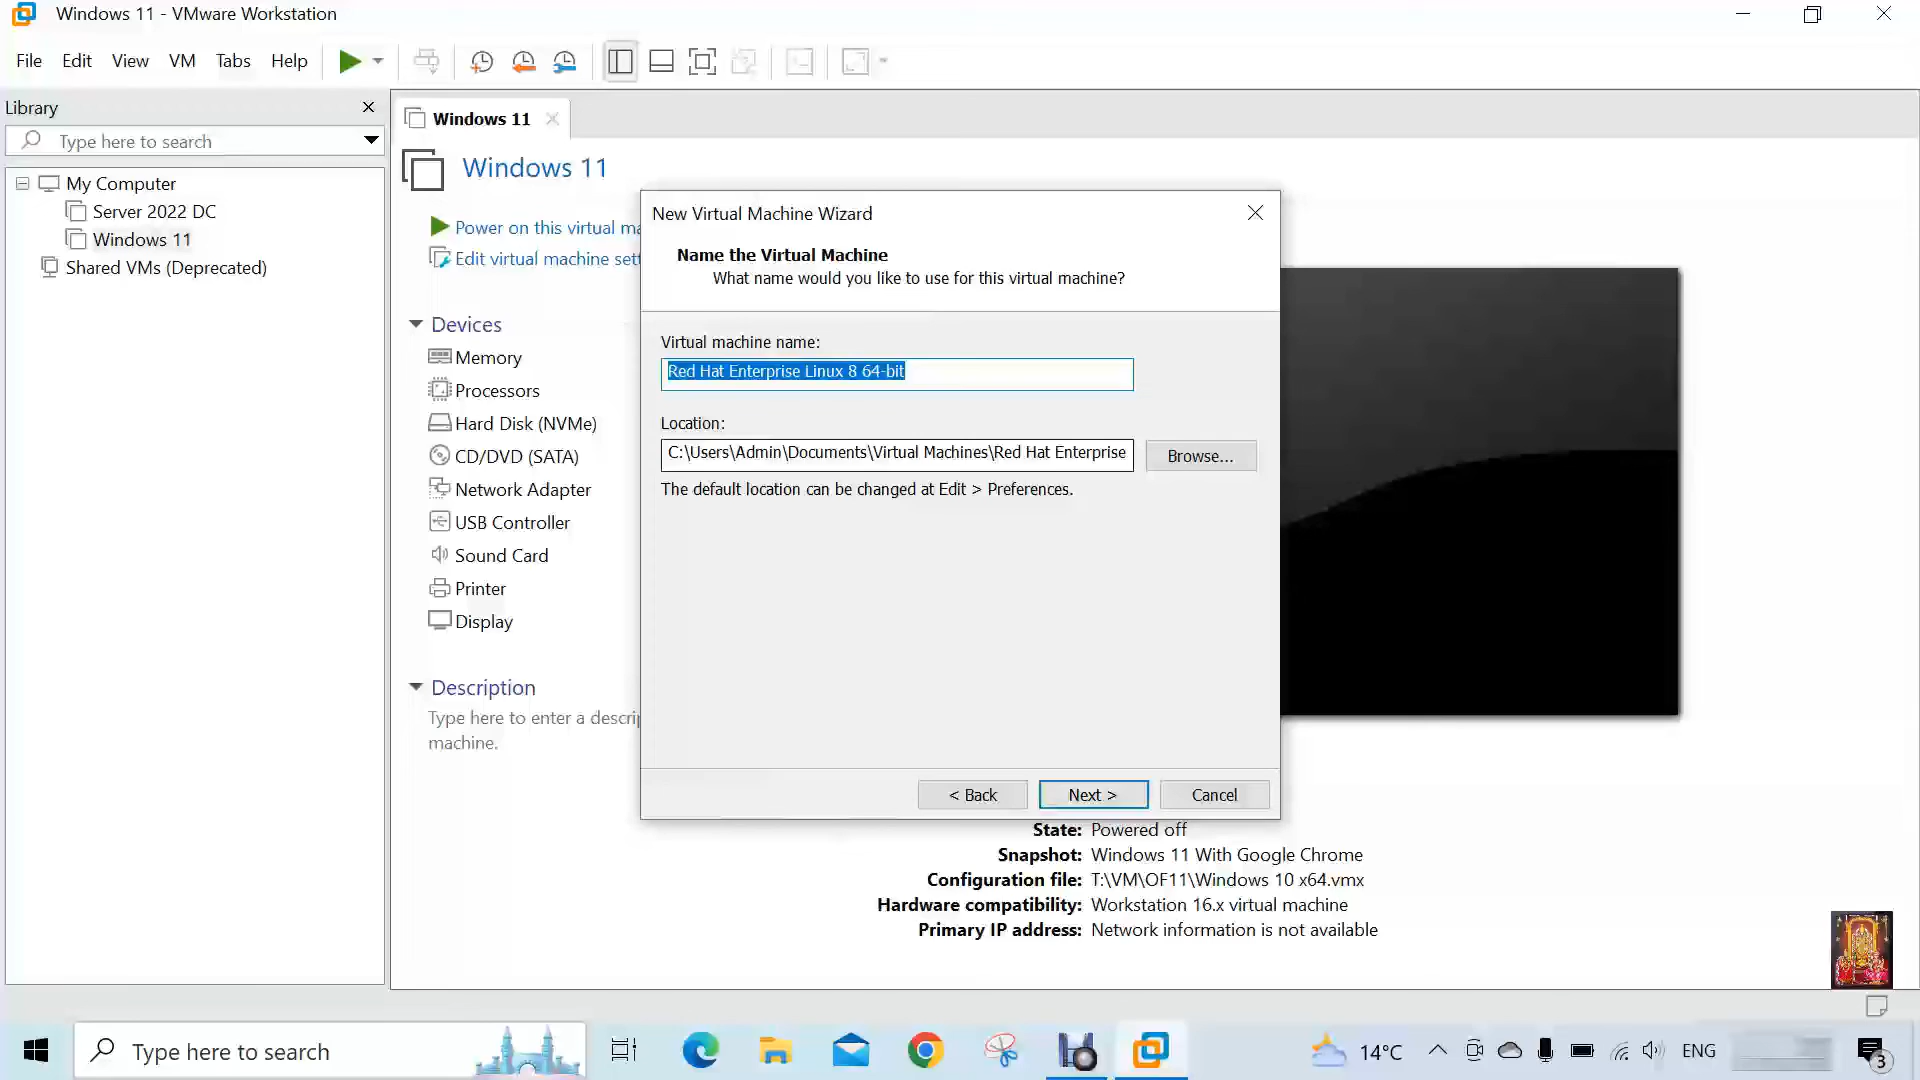 Windows 11 - VMware Workstation
File Edit View VM Tabs Help
Library
Type here to search
My Computer
Server 2022 DC
Windows 11
Shared VMs (Deprecated)
Windows 11
Windows 11
Power on this virtual ma
Edit virtual machine sett
Devices
Memory
Processors
Hard Disk (NVMe)
CD/DVD (SATA)
Network Adapter
USB Controller
Sound Card
Printer
Display
Description
Type here to enter a descrip
machine.
New Virtual Machine Wizard
Name the Virtual Machine
What name would you like to use for this virtual machine?
Virtual machine name:
Red Hat Enterprise Linux 8 64-bit
Location:
C:\Users\Admin\Documents\Virtual Machines\Red Hat Enterprise
Browse...
The default location can be changed at Edit > Preferences.
< Back Next > Cancel
State: Powered off
Snapshot: Windows 11 With Google Chrome
Configuration file: T:\VM\OF11\Windows 10 x64.vmx
Hardware compatibility: Workstation 16.x virtual machine
Primary IP address: Network information is not available
Type here to search
14°C
ENG
3